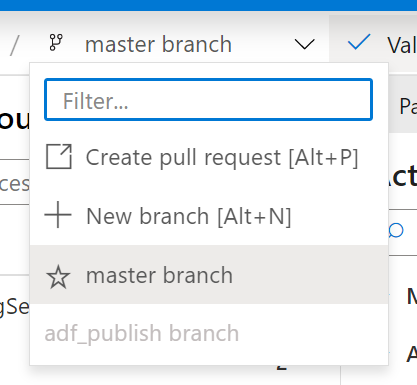 / master branch Val
Filter...
ou
Pa
Create pull request [Alt+P]
ces
Act
New branch [Alt+N]
master branch
gSe
M
adf_publish branch
A